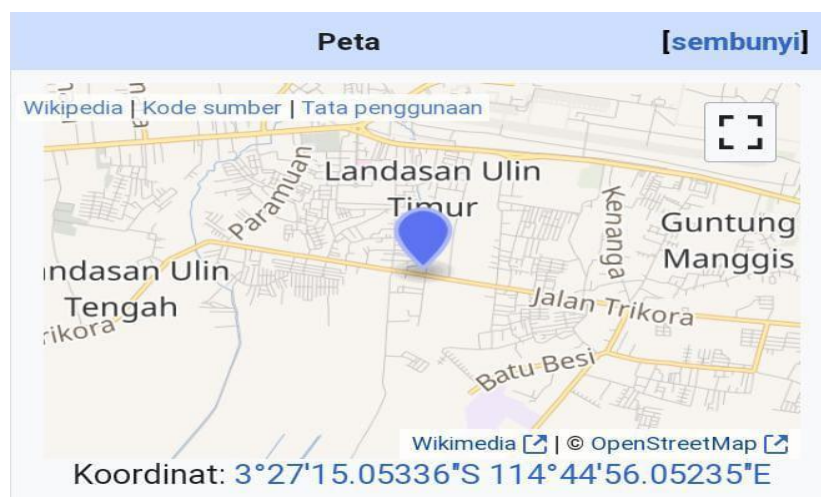 Peta [sembunyi]
Wikipedia | Kode sumber | Tata penggunaan
Paramuan
Landasan Ulin
Timur
Kenanga
Guntung
Manggis
ndasan Ulin
Tengah
rikora
Jalan Trikora
Batu Besi
Wikimedia | © OpenStreetMap
Koordinat: 3°27'15.05336"S 114°44'56.05235"E